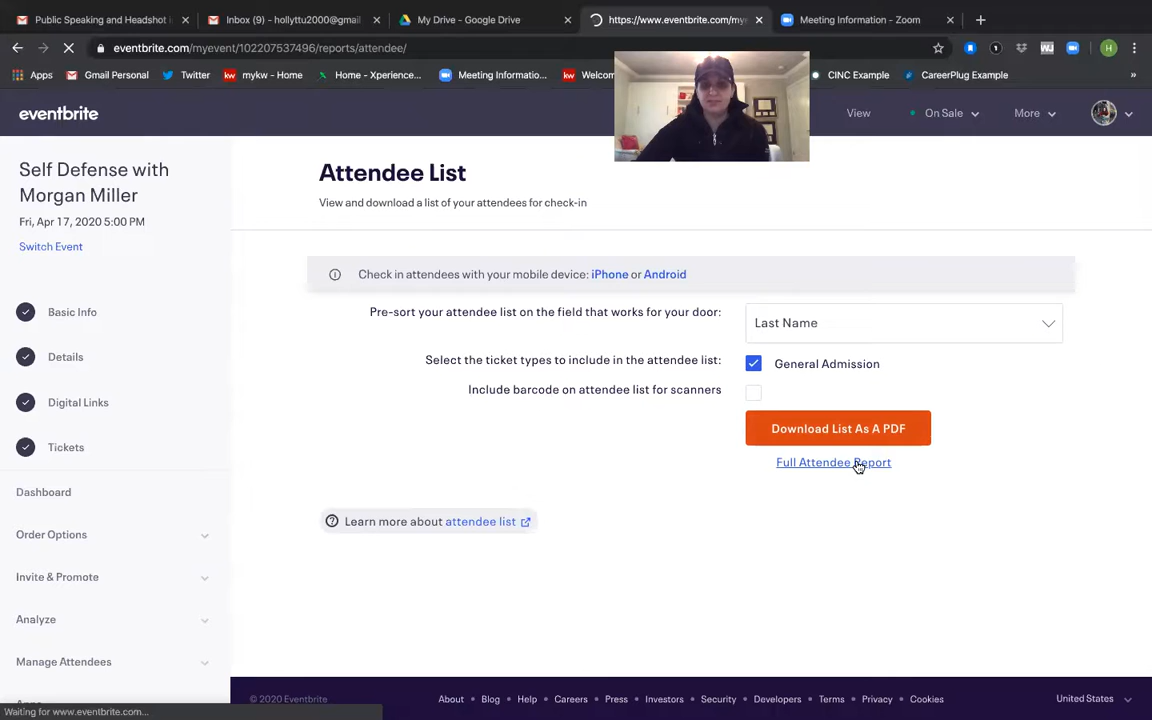 Public Speaking and Headshot i
Inbox (9) - hollyttu2000@gmail
My Drive - Google Drive
https://www.eventbrite.com/mye
Meeting Information - Zoom
eventbrite.com/myevent/102207537496/reports/attendee/
H
Apps
Gmail Personal
Twitter
mykw - Home
Home - Xperience...
Meeting Informatio...
Welcom
CINC Example
CareerPlug Example
eventbrite
View
On Sale
More
Self Defense with
Morgan Miller
Fri, Apr 17, 2020 5:00 PM
Switch Event
Basic Info
Details
Digital Links
Tickets
Dashboard
Order Options
Invite & Promote
Analyze
Manage Attendees
Attendee List
View and download a list of your attendees for check-in
Check in attendees with your mobile device: iPhone or Android
Pre-sort your attendee list on the field that works for your door:
Last Name
Select the ticket types to include in the attendee list:
General Admission
Include barcode on attendee list for scanners
Download List As A PDF
Full Attendee Report
Learn more about attendee list
© 2020 Eventbrite
About • Blog • Help • Careers • Press • Investors • Security • Developers • Terms • Privacy • Cookies
United States
Waiting for www.eventbrite.com...